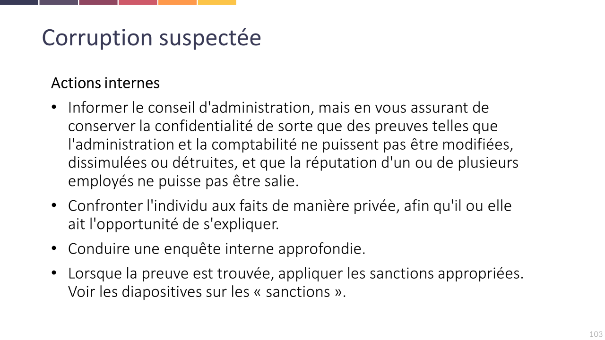 Corruption suspectée
Actions internes
• Informer le conseil d'administration, mais en vous assurant de
conserver la confidentialité de sorte que des preuves telles que
l'administration et la comptabilité ne puissent pas être modifiées,
dissimulées ou détruites, et que la réputation d'un ou de plusieurs
employés ne puisse pas être salie.
• Confronter l'individu aux faits de manière privée, afin qu'il ou elle
ait l'opportunité de s'expliquer.
• Conduire une enquête interne approfondie.
• Lorsque la preuve est trouvée, appliquer les sanctions appropriées.
Voir les diapositives sur les « sanctions ».
103